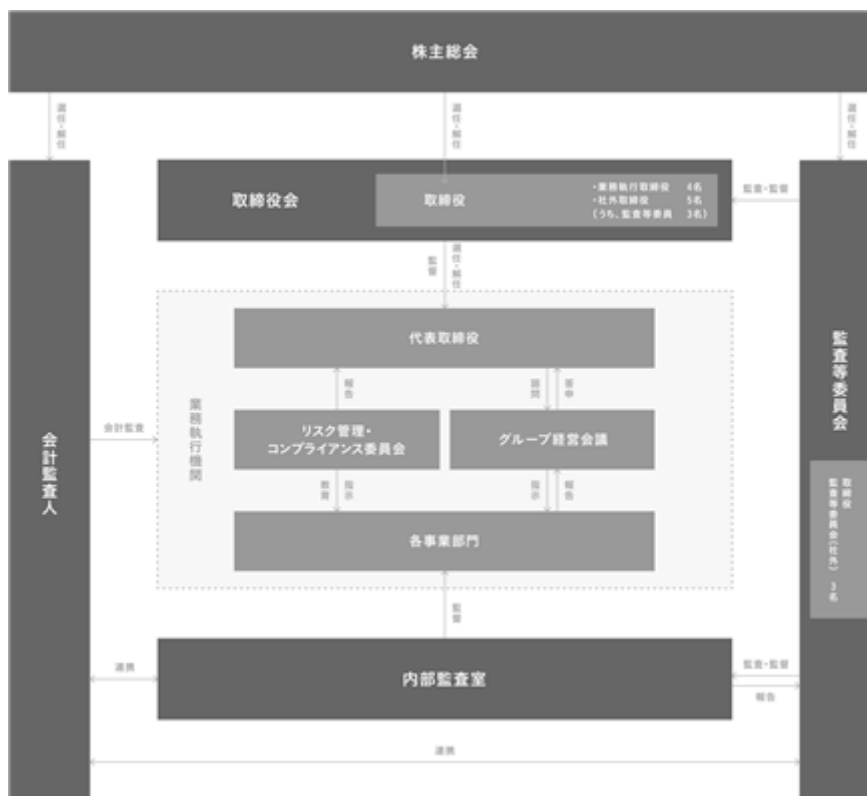 株主総会
選任・解任
選任・解任
選任・解任
取締役会
取締役
・業務執行取締役 4名
・社外取締役 5名
（うち、監査等委員 3名）
監査・監督
監督
選任・解任
業務執行機関
代表取締役
報告
諮問
答申
会計監査人
会計監査
リスク管理・
コンプライアンス委員会
グループ経営会議
監査等委員会
取締役
監査等委員会（社外） 3名
教育
指示
指示
報告
各事業部門
監督
連携
内部監査室
監査・監督
報告
連携